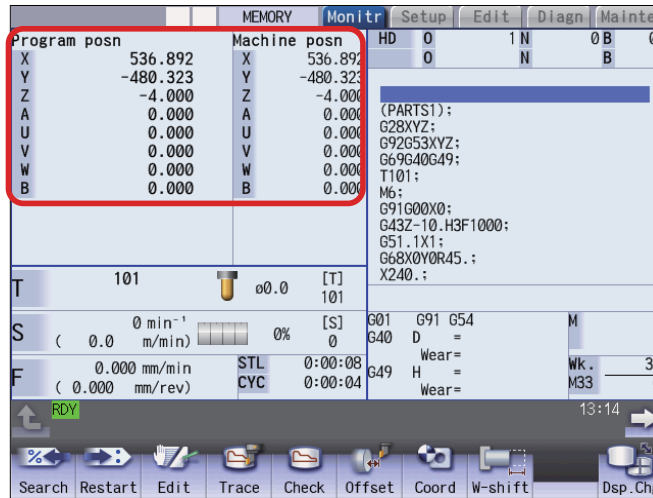 MEMORY Monitr Setup Edit Diagn Mainte
Program posn Machine posn HD O 1 N 0 B 0
O N B
X 536.892 X 536.892
Y -480.323 Y -480.323
Z -4.000 Z -4.000
A 0.000 A 0.000
U 0.000 U 0.000
V 0.000 V 0.000
W 0.000 W 0.000
B 0.000 B 0.000
(PARTS1);
G28XYZ;
G92G53XYZ;
G69G40G49;
T101;
M6;
G91G00X0;
G43Z-10.H3F1000;
G51.1X1;
G68X0Y0R45.;
X240.;
T 101 ø0.0 [T]
101
S 0 min⁻¹ 0% [S]
( 0.0 m/min) 0
F 0.000 mm/min STL 0:00:08
( 0.000 mm/rev) CYC 0:00:04
G01 G91 G54 M
G40 D =
Wear=
G49 H = Wk. 3
Wear= M33
RDY 13:14
Search Restart Edit Trace Check Offset Coord W-shift Dsp.Ch